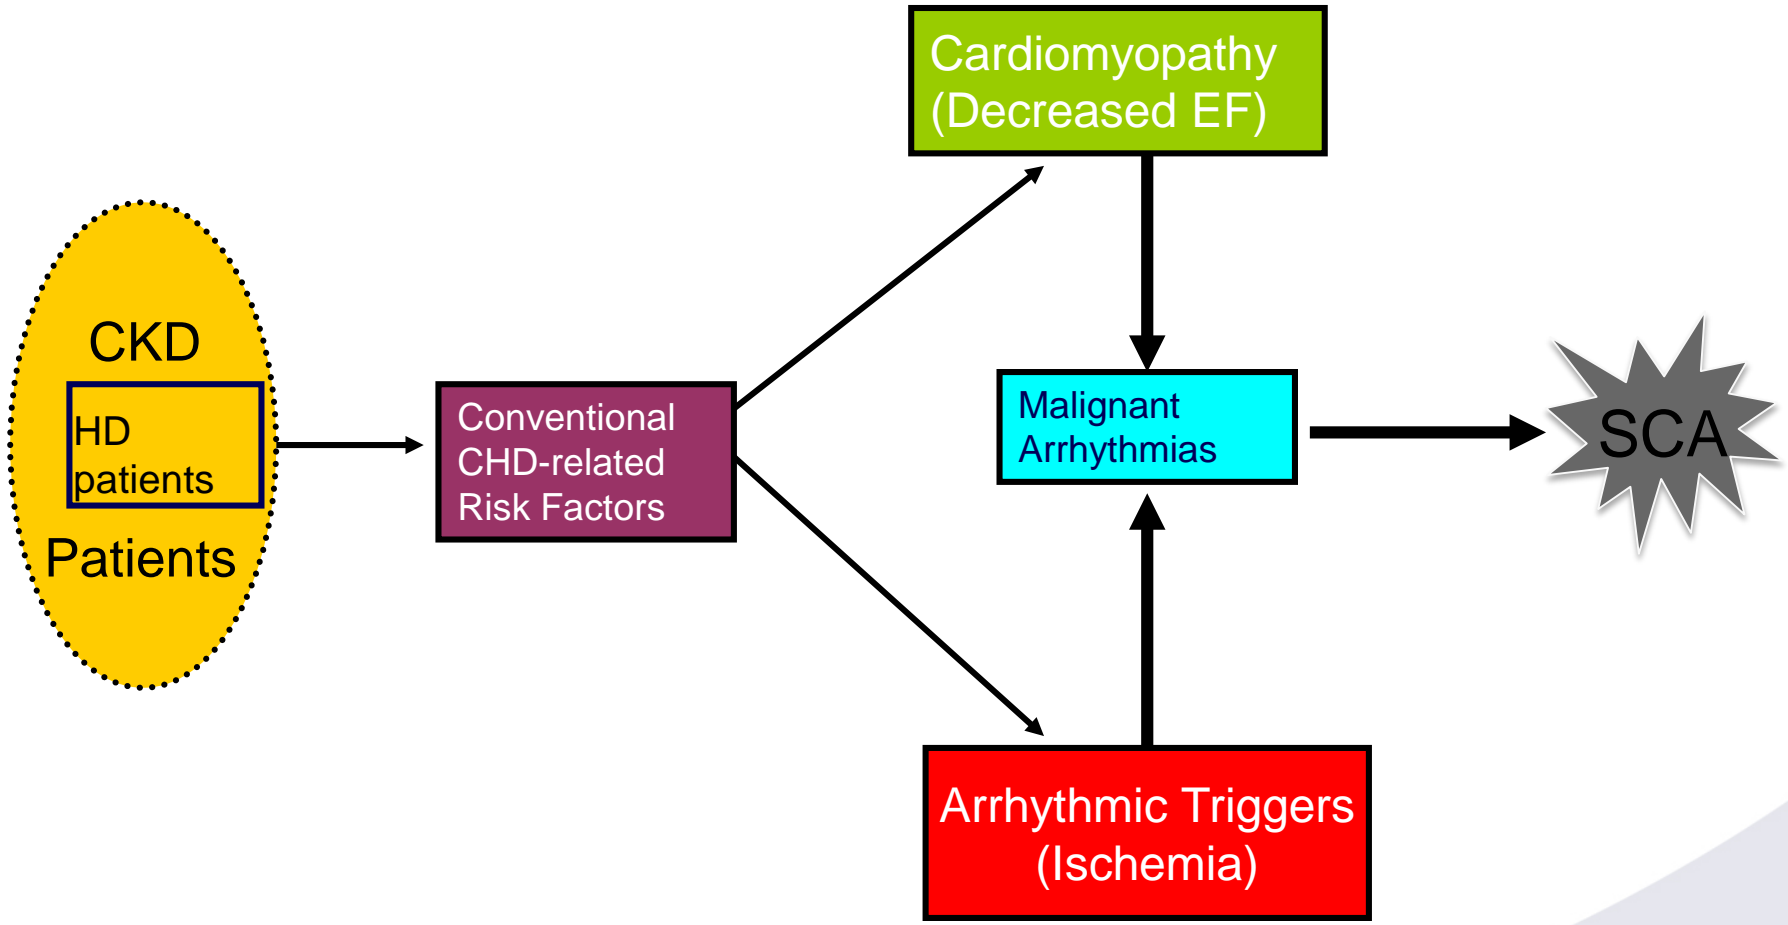 CKD
HD
patients
Patients
Conventional
CHD-related
Risk Factors
Cardiomyopathy
(Decreased EF)
Malignant
Arrhythmias
Arrhythmic Triggers
(Ischemia)
SCA